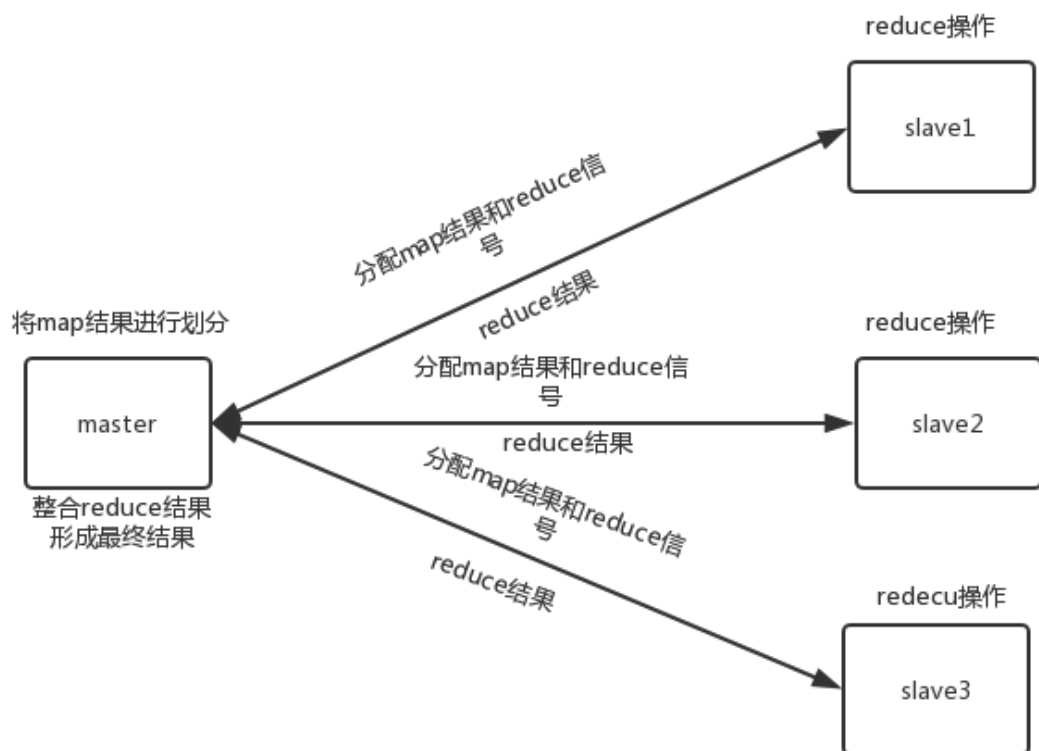 reduce操作
slave1
分配map结果和reduce信
号
reduce结果
将map结果进行划分
master
整合reduce结果
形成最终结果
reduce操作
分配map结果和reduce信
号
slave2
reduce结果
分配map结果和reduce信
号
reduce结果
redecu操作
slave3